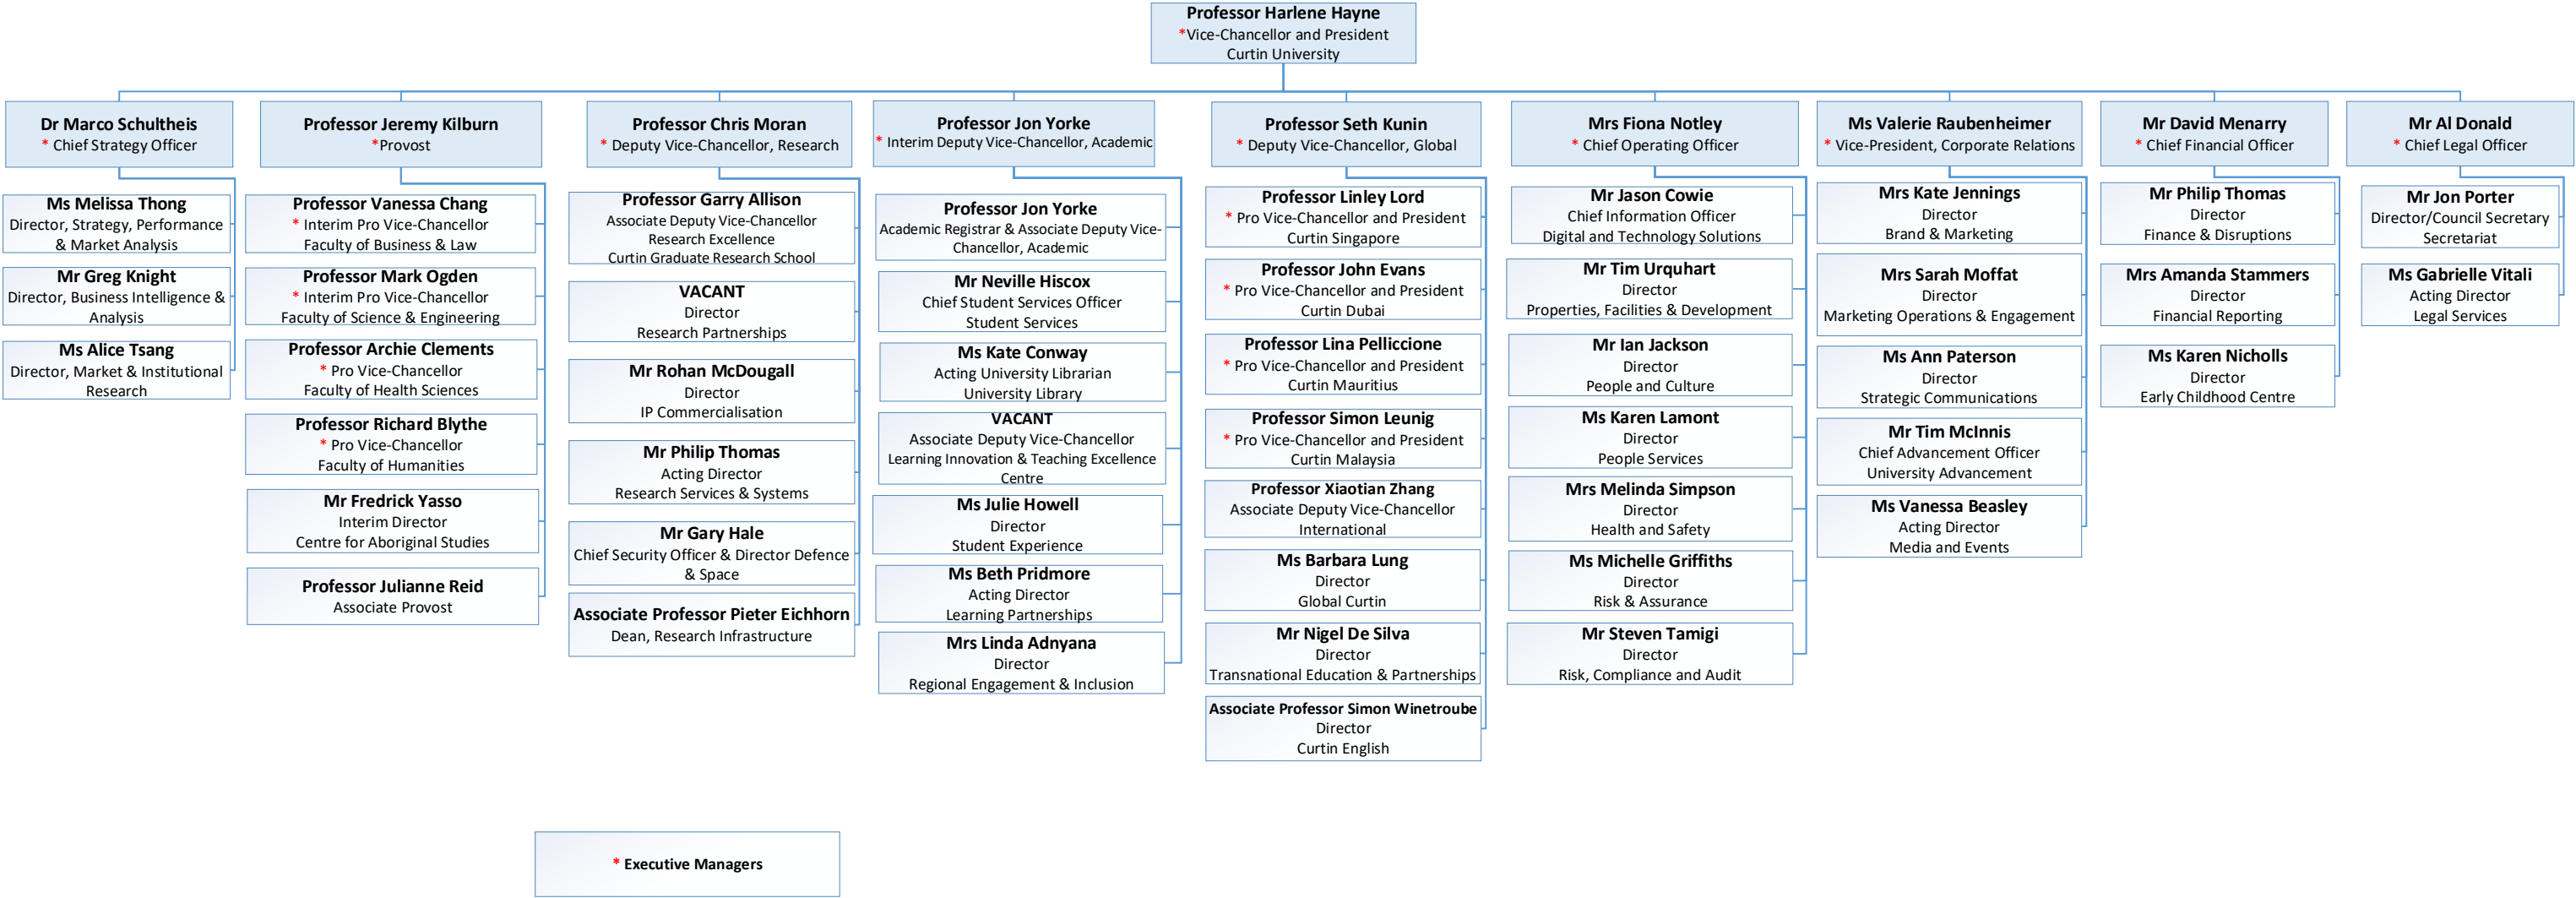 Professor Harlene Hayne
*Vice-Chancellor and President
Curtin University
Dr Marco Schultheis
* Chief Strategy Officer
Ms Melissa Thong
Director, Strategy, Performance
& Market Analysis
Mr Greg Knight
Director, Business Intelligence &
Analysis
Ms Alice Tsang
Director, Market & Institutional
Research
Professor Jeremy Kilburn
*Provost
Professor Vanessa Chang
* Interim Pro Vice-Chancellor
Faculty of Business & Law
Professor Mark Ogden
* Interim Pro Vice-Chancellor
Faculty of Science & Engineering
Professor Archie Clements
* Pro Vice-Chancellor
Faculty of Health Sciences
Professor Richard Blythe
* Pro Vice-Chancellor
Faculty of Humanities
Mr Fredrick Yasso
Interim Director
Centre for Aboriginal Studies
Professor Julianne Reid
Associate Provost
Professor Chris Moran
* Deputy Vice-Chancellor, Research
Professor Garry Allison
Associate Deputy Vice-Chancellor
Research Excellence
Curtin Graduate Research School
VACANT
Director
Research Partnerships
Mr Rohan McDougall
Director
IP Commercialisation
Mr Philip Thomas
Acting Director
Research Services & Systems
Mr Gary Hale
Chief Security Officer & Director Defence
& Space
Associate Professor Pieter Eichhorn
Dean, Research Infrastructure
Professor Jon Yorke
* Interim Deputy Vice-Chancellor, Academic
Professor Jon Yorke
Academic Registrar & Associate Deputy Vice-
Chancellor, Academic
Mr Neville Hiscox
Chief Student Services Officer
Student Services
Ms Kate Conway
Acting University Librarian
University Library
VACANT
Associate Deputy Vice-Chancellor
Learning Innovation & Teaching Excellence
Centre
Ms Julie Howell
Director
Student Experience
Ms Beth Pridmore
Acting Director
Learning Partnerships
Mrs Linda Adnyana
Director
Regional Engagement & Inclusion
Professor Seth Kunin
* Deputy Vice-Chancellor, Global
Professor Linley Lord
* Pro Vice-Chancellor and President
Curtin Singapore
Professor John Evans
* Pro Vice-Chancellor and President
Curtin Dubai
Professor Lina Pelliccione
* Pro Vice-Chancellor and President
Curtin Mauritius
Professor Simon Leunig
* Pro Vice-Chancellor and President
Curtin Malaysia
Professor Xiaotian Zhang
Associate Deputy Vice-Chancellor
International
Ms Barbara Lung
Director
Global Curtin
Mr Nigel De Silva
Director
Transnational Education & Partnerships
Associate Professor Simon Winetroube
Director
Curtin English
Mrs Fiona Notley
* Chief Operating Officer
Mr Jason Cowie
Chief Information Officer
Digital and Technology Solutions
Mr Tim Urquhart
Director
Properties, Facilities & Development
Mr Ian Jackson
Director
People and Culture
Ms Karen Lamont
Director
People Services
Mrs Melinda Simpson
Director
Health and Safety
Ms Michelle Griffiths
Director
Risk & Assurance
Mr Steven Tamigi
Director
Risk, Compliance and Audit
Ms Valerie Raubenheimer
* Vice-President, Corporate Relations
Mrs Kate Jennings
Director
Brand & Marketing
Mrs Sarah Moffat
Director
Marketing Operations & Engagement
Ms Ann Paterson
Director
Strategic Communications
Mr Tim McInnis
Chief Advancement Officer
University Advancement
Ms Vanessa Beasley
Acting Director
Media and Events
Mr David Menarry
* Chief Financial Officer
Mr Philip Thomas
Director
Finance & Disruptions
Mrs Amanda Stammers
Director
Financial Reporting
Ms Karen Nicholls
Director
Early Childhood Centre
Mr Al Donald
* Chief Legal Officer
Mr Jon Porter
Director/Council Secretary
Secretariat
Ms Gabrielle Vitali
Acting Director
Legal Services
* Executive Managers